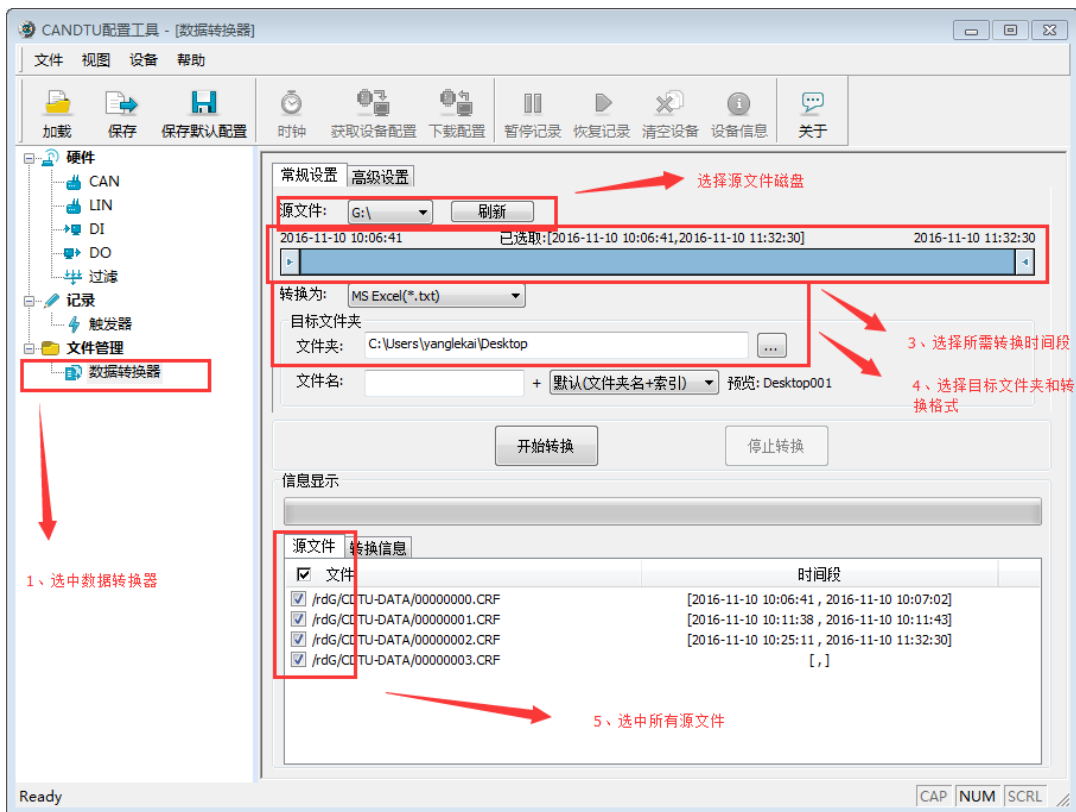 CANDTU配置工具 - [数据转换器]
文件 视图 设备 帮助
加载 保存 保存默认配置 时钟 获取设备配置 下载配置 暂停记录 恢复记录 清空设备 设备信息 关于
硬件
CAN
LIN
DI
DO
过滤
记录
触发器
文件管理
数据转换器
1、选中数据转换器
常规设置 高级设置
选择源文件磁盘
源文件: G:\ 刷新
2016-11-10 10:06:41 已选取:[2016-11-10 10:06:41,2016-11-10 11:32:30] 2016-11-10 11:32:30
转换为: MS Excel(*.txt)
目标文件夹
文件夹: C:\Users\yanglekai\Desktop ...
3、选择所需转换时间段
文件名: + 默认(文件夹名+索引) 预览: Desktop001
4、选择目标文件夹和转
换格式
开始转换 停止转换
信息显示
源文件 转换信息
文件 时间段
/rdG/CDTU-DATA/00000000.CRF [2016-11-10 10:06:41 , 2016-11-10 10:07:02]
/rdG/CDTU-DATA/00000001.CRF [2016-11-10 10:11:38 , 2016-11-10 10:11:43]
/rdG/CDTU-DATA/00000002.CRF [2016-11-10 10:25:11 , 2016-11-10 11:32:30]
/rdG/CDTU-DATA/00000003.CRF [ , ]
5、选中所有源文件
Ready CAP NUM SCRL